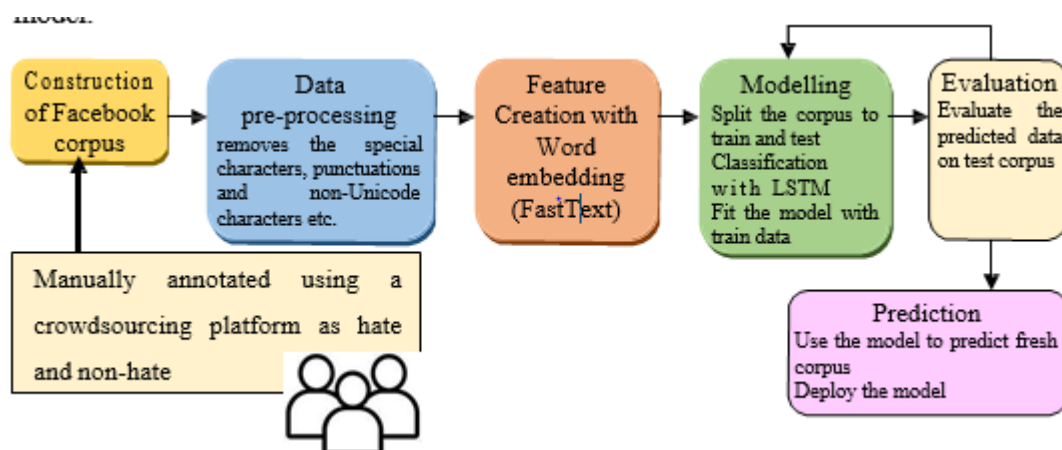 model.
Construction
of Facebook
corpus
Data
pre-processing
removes the special
characters, punctuations
and non-Unicode
characters etc.
Feature
Creation with
Word
embedding
(FastText)
Modelling
Split the corpus to
train and test
Classification
with LSTM
Fit the model with
train data
Evaluation
Evaluate the
predicted data
on test corpus
Manually annotated using a
crowdsourcing platform as hate
and non-hate
Prediction
Use the model to predict fresh
corpus
Deploy the model